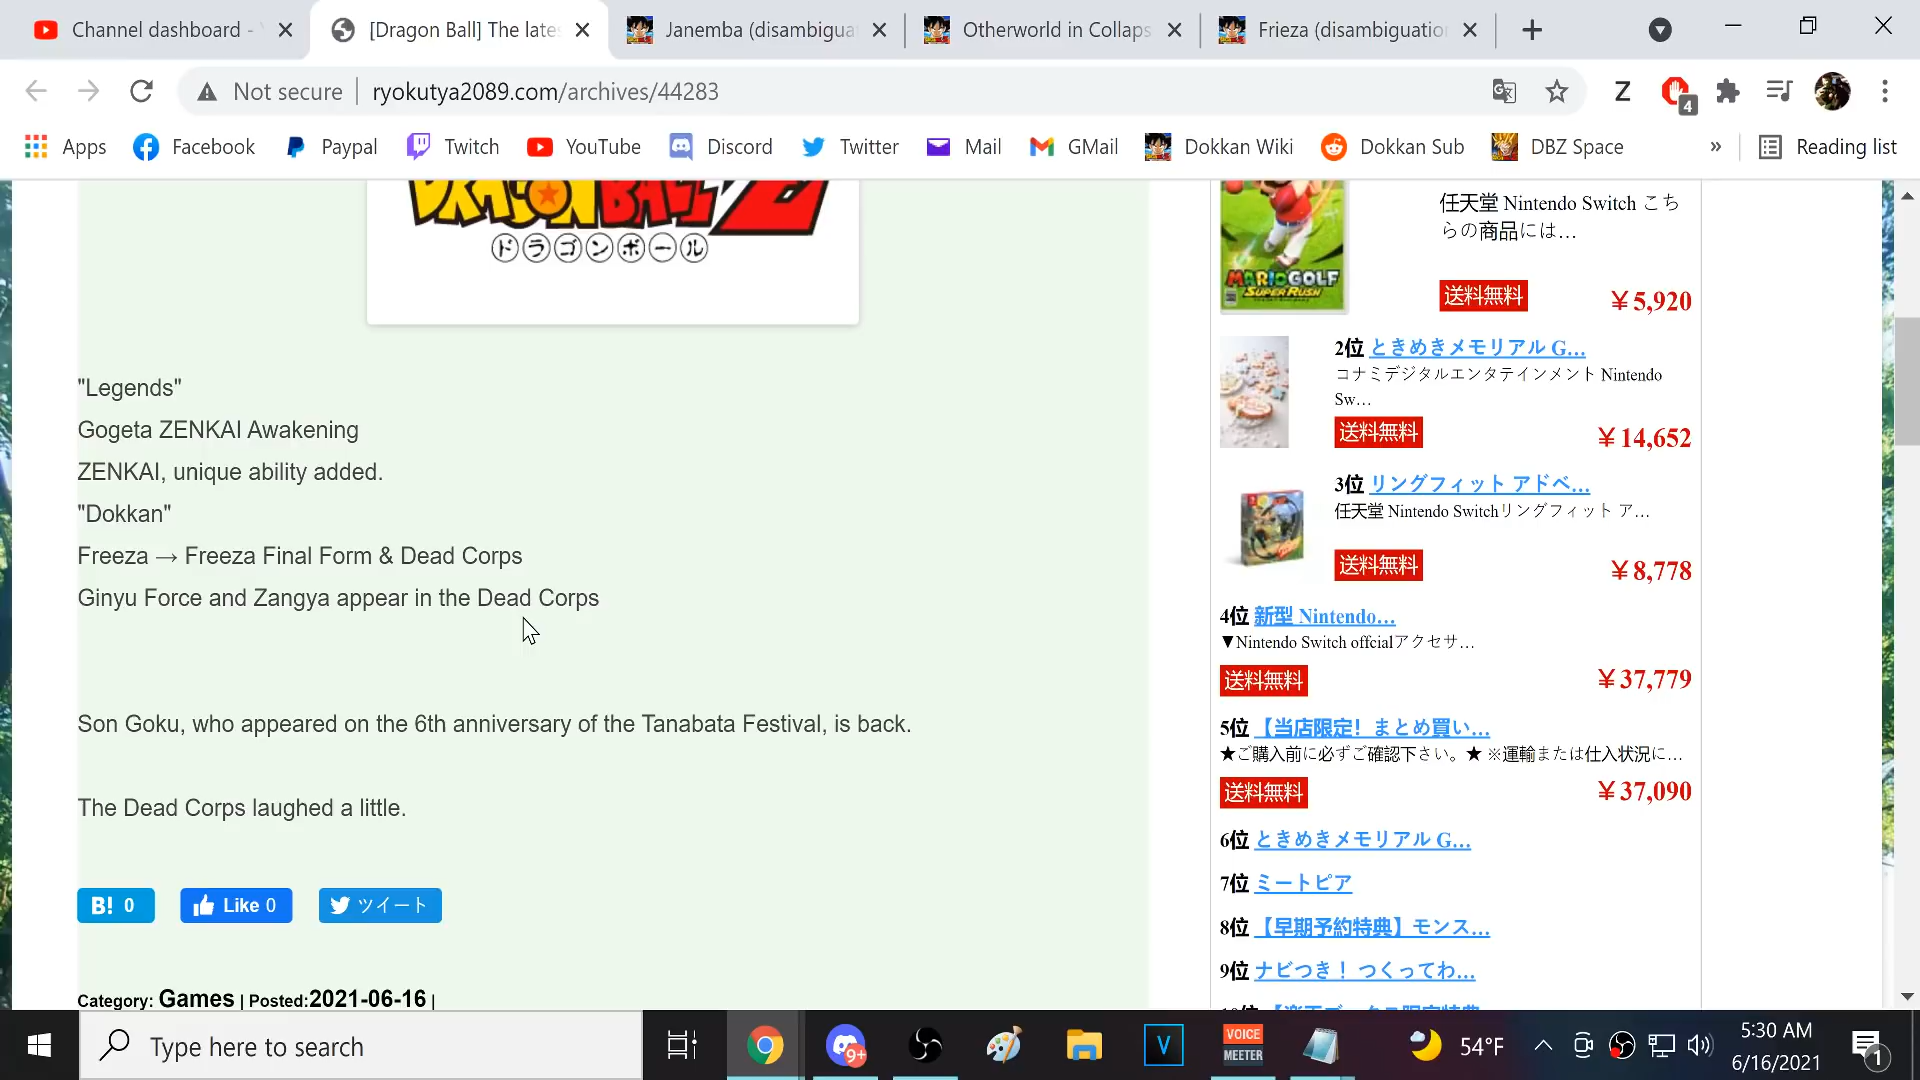 Channel dashboard -
[Dragon Ball] The late
Janemba (disambigua
Otherworld in Collaps
Frieza (disambiguatio
Not secure
ryokutya2089.com/archives/44283
4
Apps
Facebook
Paypal
Twitch
YouTube
Discord
Twitter
Mail
GMail
Dokkan Wiki
Dokkan Sub
DBZ Space
»
Reading list
DRAGON BALL Z
ドラゴンボール
"Legends"
Gogeta ZENKAI Awakening
ZENKAI, unique ability added.
"Dokkan"
Freeza → Freeza Final Form & Dead Corps
Ginyu Force and Zangya appear in the Dead Corps
Son Goku, who appeared on the 6th anniversary of the Tanabata Festival, is back.
The Dead Corps laughed a little.
B! 0
Like 0
ツイート
Category: Games | Posted:2021-06-16 |
MARIO GOLF
SUPER RUSH
任天堂 Nintendo Switch こち
らの商品には…
送料無料
￥5,920
2位 ときめきメモリアル G…
コナミデジタルエンタテインメント Nintendo
Sw…
送料無料
￥14,652
3位 リングフィット アドベ…
任天堂 Nintendo Switchリングフィット ア…
送料無料
￥8,778
4位 新型 Nintendo…
▼Nintendo Switch offcialアクセサ…
送料無料
￥37,779
5位 【当店限定！まとめ買い…
★ご購入前に必ずご確認下さい。★ ※運輸または仕入状況に…
送料無料
￥37,090
6位 ときめきメモリアル G…
7位 ミートピア
8位 【早期予約特典】モンス…
9位 ナビつき！ つくってわ…
Type here to search
9+
V
VOICE
MEETER
54°F
5:30 AM
6/16/2021
1